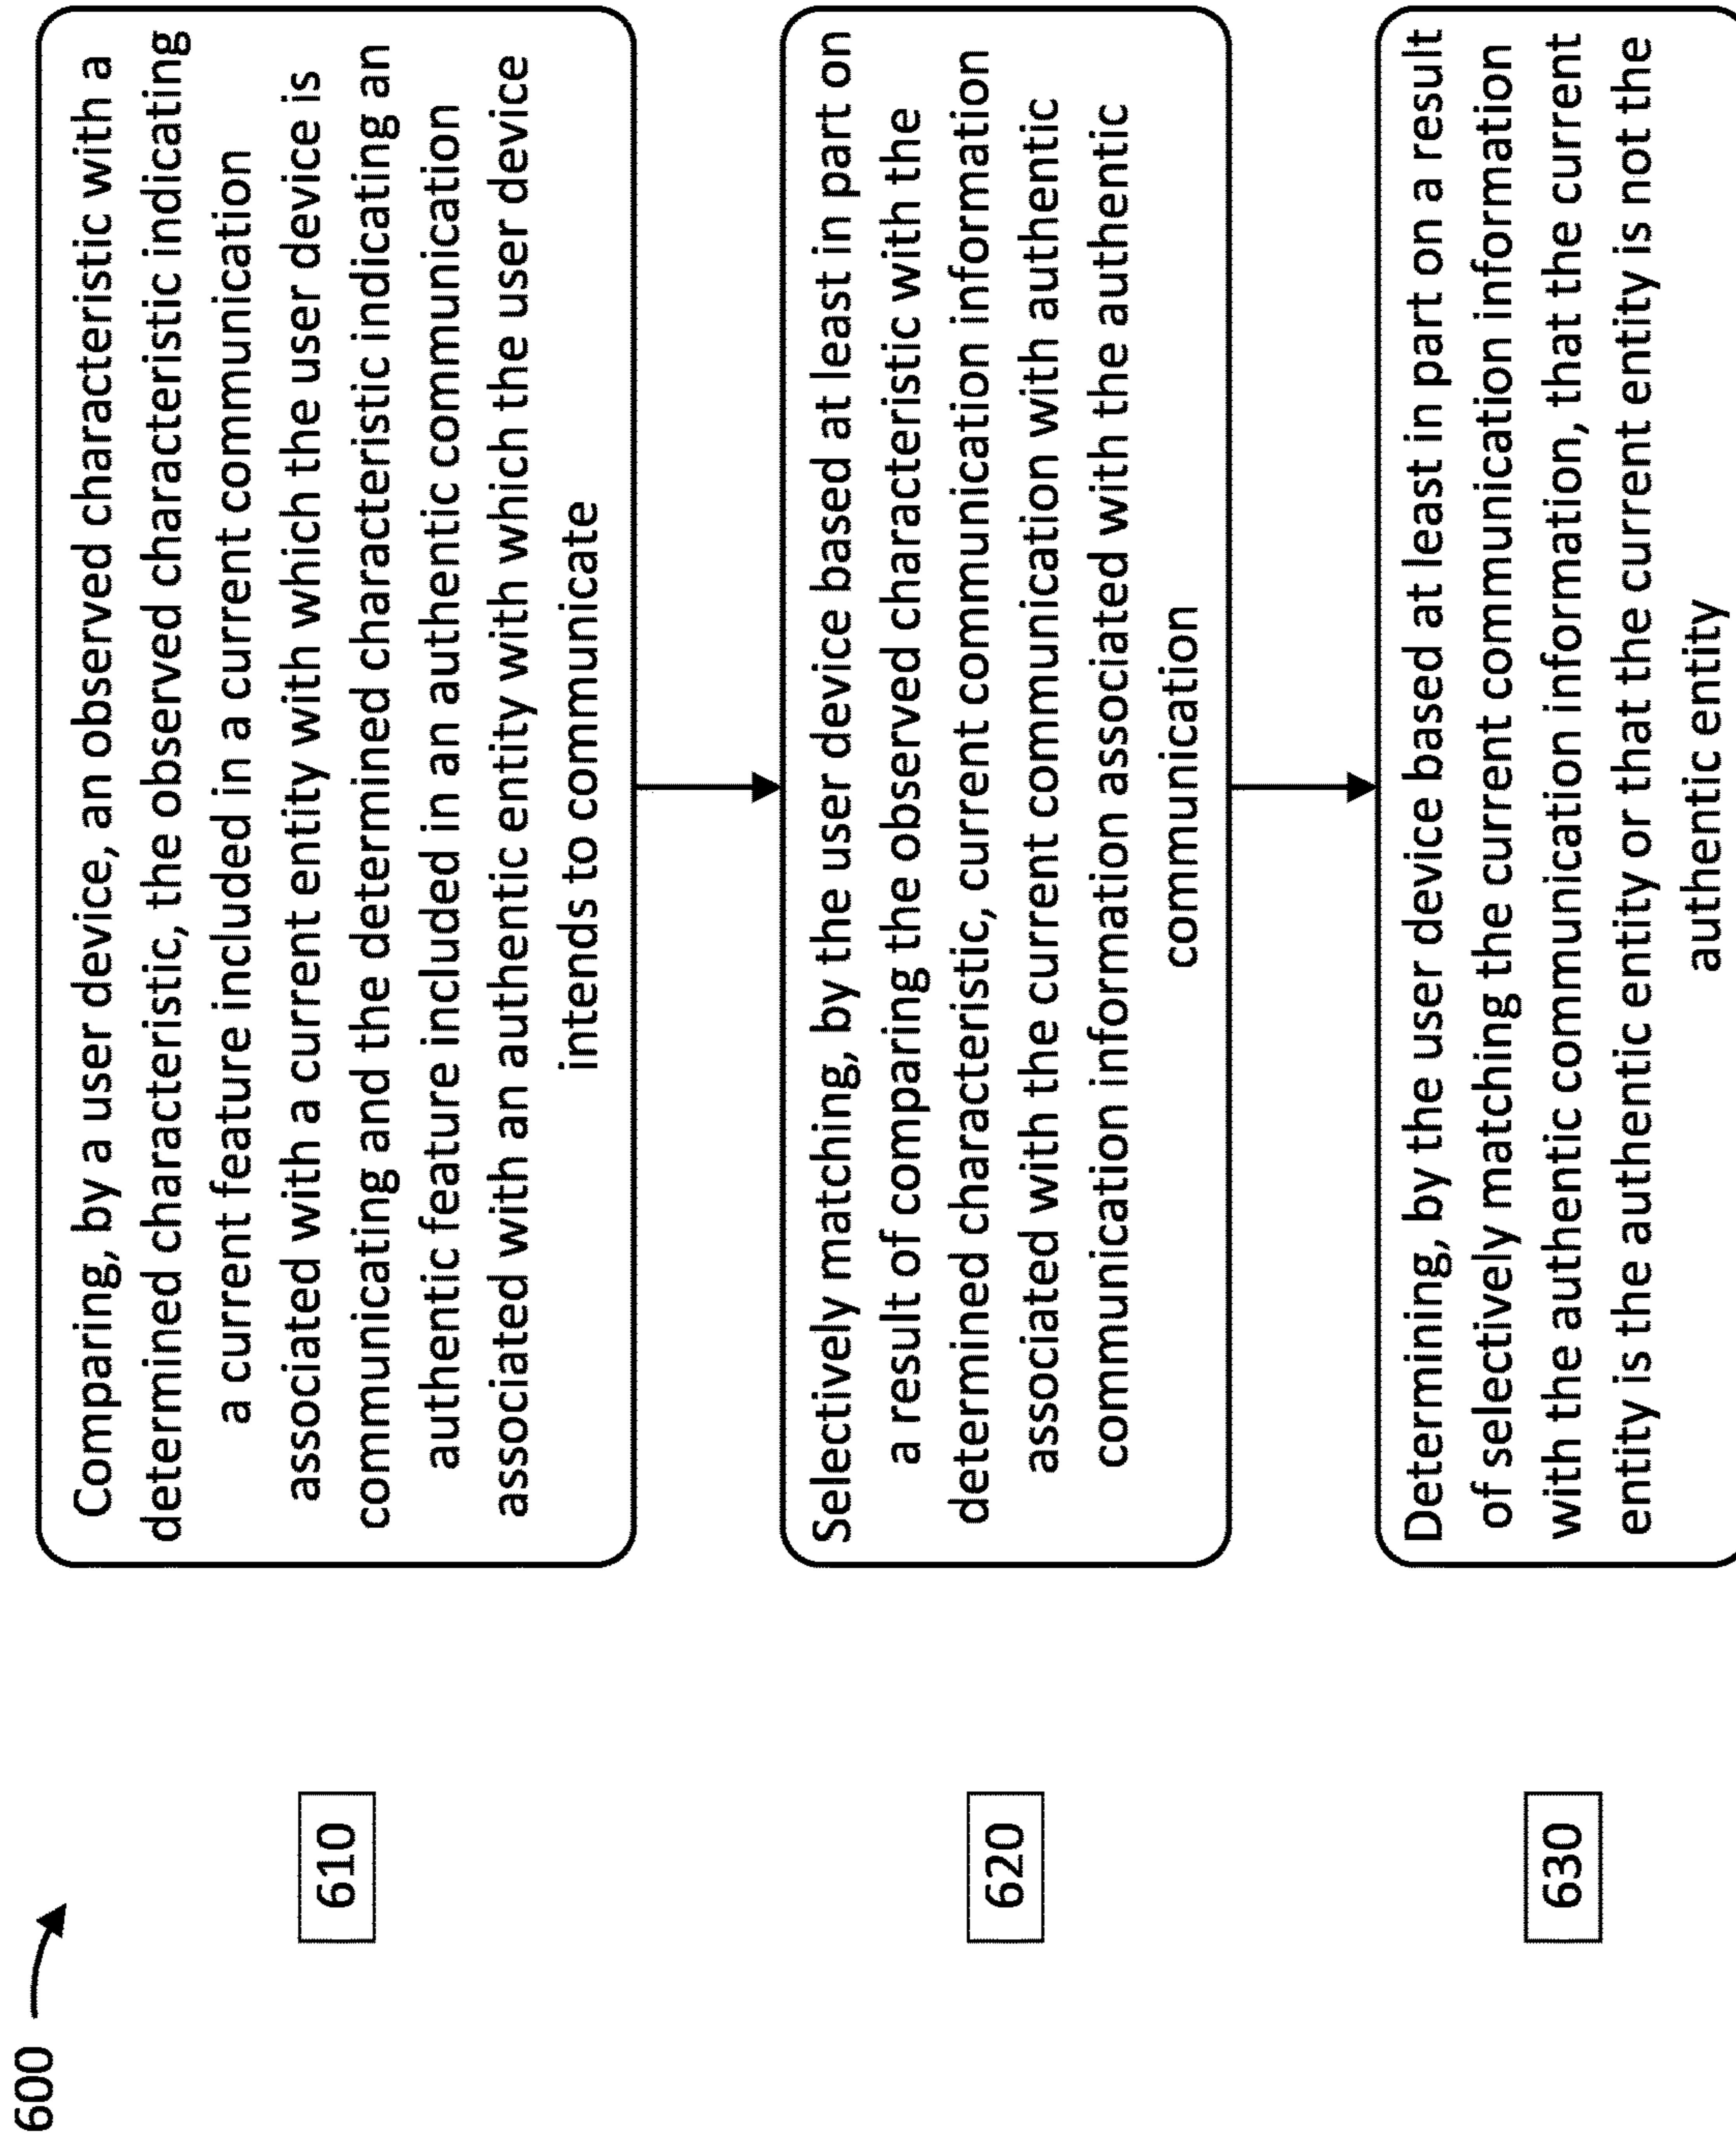 600
610
Comparing, by a user device, an observed characteristic with a
determined characteristic, the observed characteristic indicating
a current feature included in a current communication
associated with a current entity with which the user device is
communicating and the determined characteristic indicating an
authentic feature included in an authentic communication
associated with an authentic entity with which the user device
intends to communicate
620
Selectively matching, by the user device based at least in part on
a result of comparing the observed characteristic with the
determined characteristic, current communication information
associated with the current communication with authentic
communication information associated with the authentic
communication
630
Determining, by the user device based at least in part on a result
of selectively matching the current communication information
with the authentic communication information, that the current
entity is the authentic entity or that the current entity is not the
authentic entity